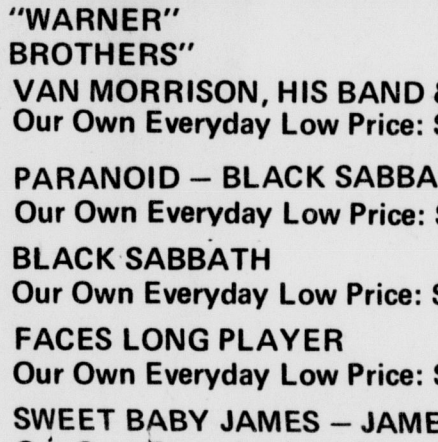 "WARNER"
BROTHERS"
VAN MORRISON, HIS BAND &
Our Own Everyday Low Price: $
PARANOID — BLACK SABBA
Our Own Everyday Low Price: $
BLACK SABBATH
Our Own Everyday Low Price: $
FACES LONG PLAYER
Our Own Everyday Low Price: $
SWEET BABY JAMES — JAME